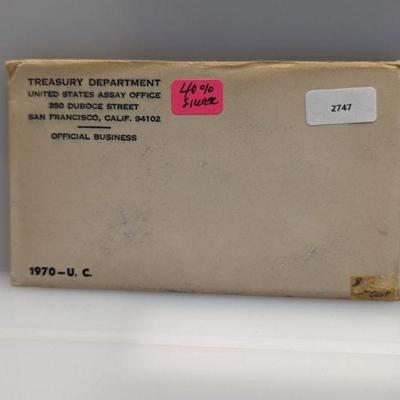 TREASURY DEPARTMENT
UNITED STATES ASSAY OFFICE
350 DUBOCE STREET
SAN FRANCISCO, CALIF. 94102
OFFICIAL BUSINESS
40%
SILVER
2747
1970-U. C.